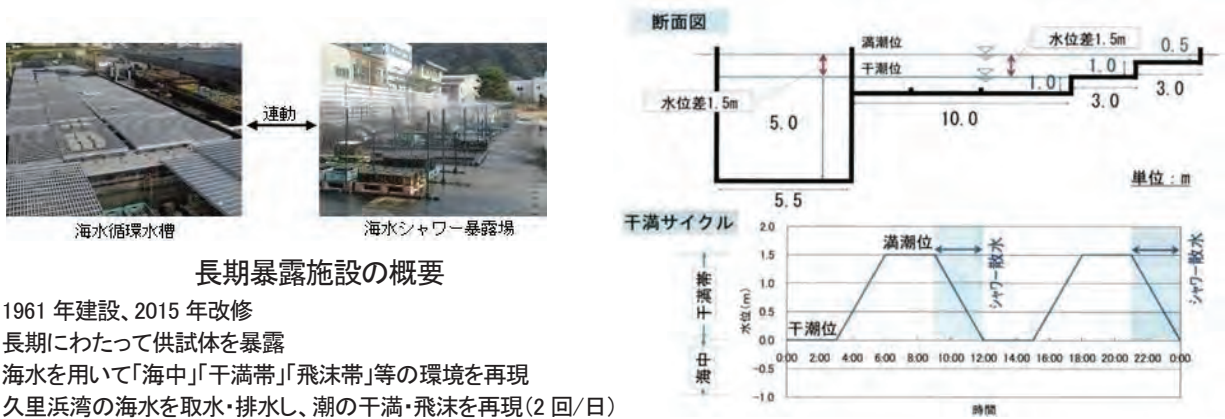 連動
海水循環水槽
海水シャワー暴露場
長期暴露施設の概要
1961 年建設、2015 年改修
長期にわたって供試体を暴露
海水を用いて「海中」「干満帯」「飛沫帯」等の環境を再現
久里浜湾の海水を取水・排水し、潮の干満・飛沫を再現(2 回/日)
断面図
満潮位
水位差1.5m
0.5
干潮位
1.0
1.0
水位差1.5m
3.0
3.0
5.0
10.0
単位:m
5.5
干満サイクル
2.0
1.5
1.0
0.5
0.0
-0.5
-1.0
水位(m)
干満帯
海中
満潮位
干潮位
シャワー散水
シャワー散水
0:00 2:00 4:00 6:00 8:00 10:00 12:00 14:00 16:00 18:00 20:00 22:00 0:00
時間